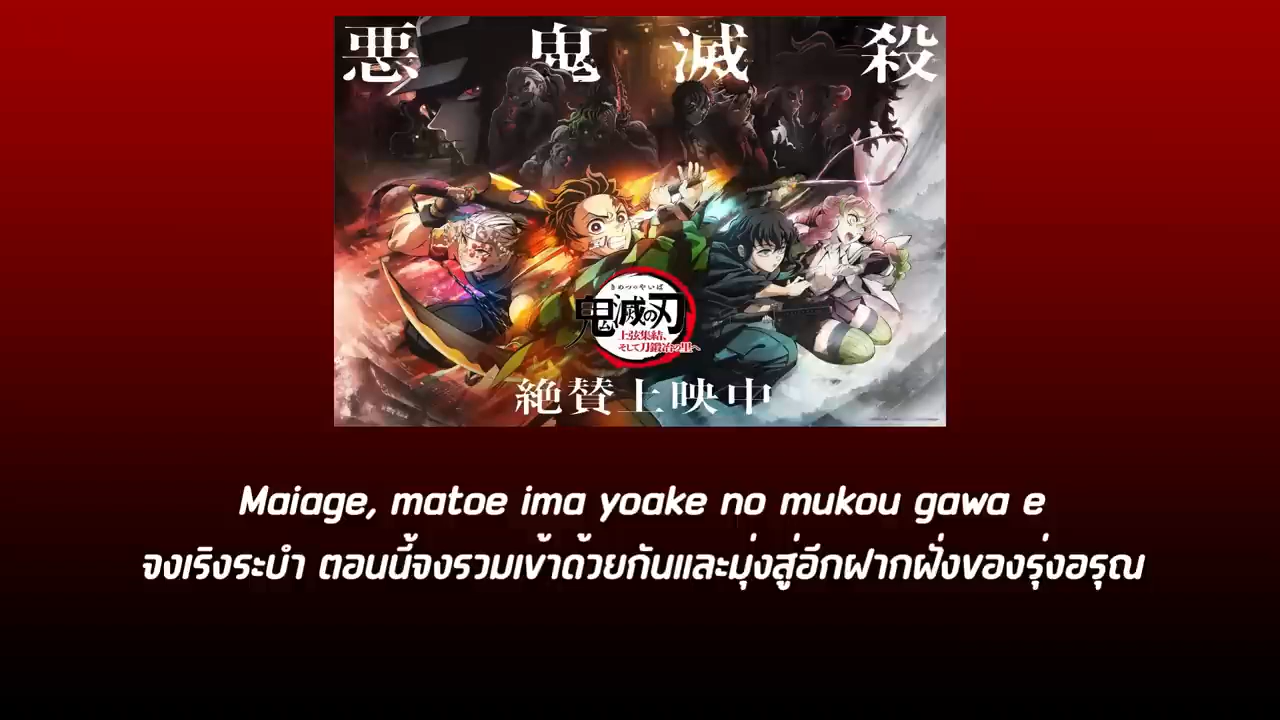 悪鬼滅殺
きめつのやいば
鬼滅の刃
上弦集結、
そして刀鍛冶の里へ
絶賛上映中
Maiage, matoe ima yoake no mukou gawa e
จงเริงระบำ ตอนนี้จงรวมเข้าด้วยกันและมุ่งสู่อีกฝากฝั่งของรุ่งอรุณ